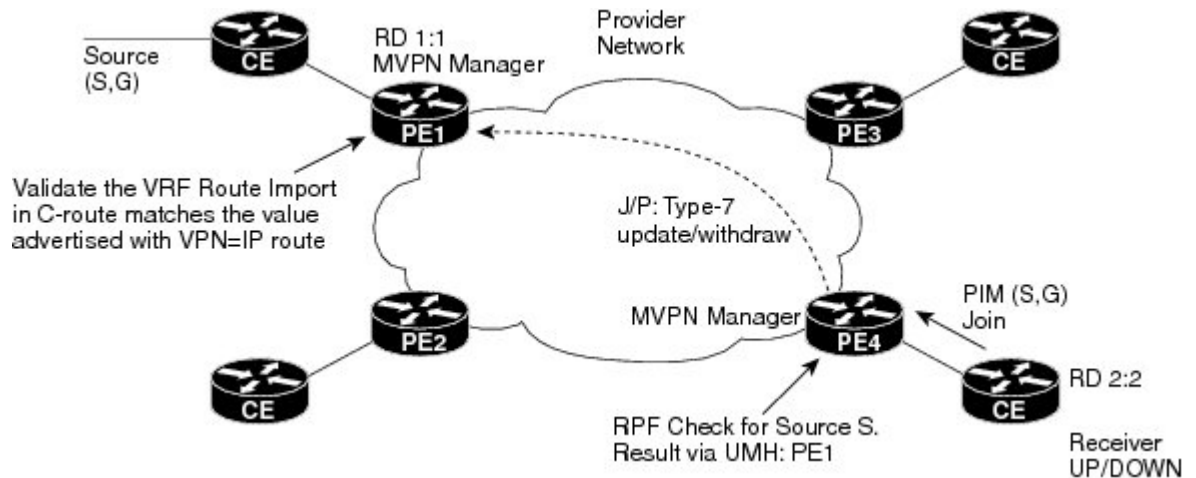 Source
(S,G)
CE
RD 1:1
MVPN Manager
PE1
Provider
Network
CE
PE3
Validate the VRF Route Import
in C-route matches the value
advertised with VPN=IP route
J/P: Type-7
update/withdraw
PE2
CE
MVPN Manager
PE4
PIM (S,G)
Join
CE
RD 2:2
RPF Check for Source S.
Result via UMH: PE1
Receiver
UP/DOWN